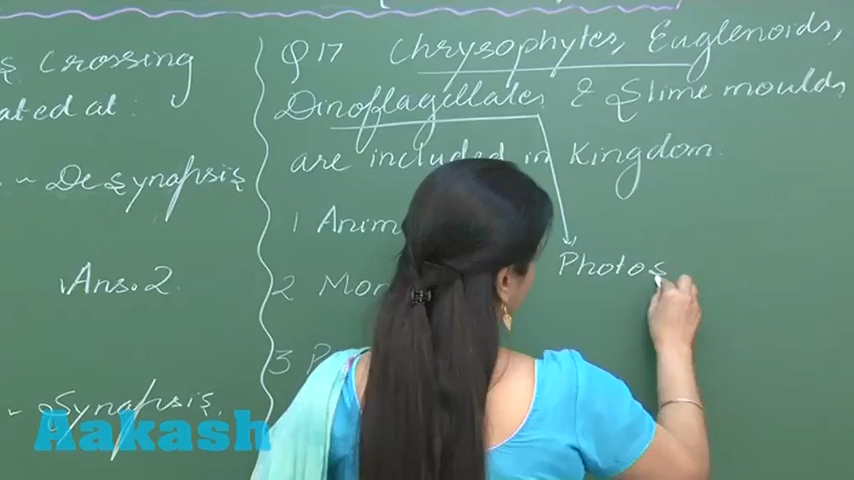 s crossing
ated at:
- Desynapsis
Ans. 2
- Synapsis.
Q17 Chrysophytes, Euglenoids,
Dinoflagellates & Slime moulds
are included in Kingdom:
1 Anim
2 Mon
3 P
Photos
Aakash